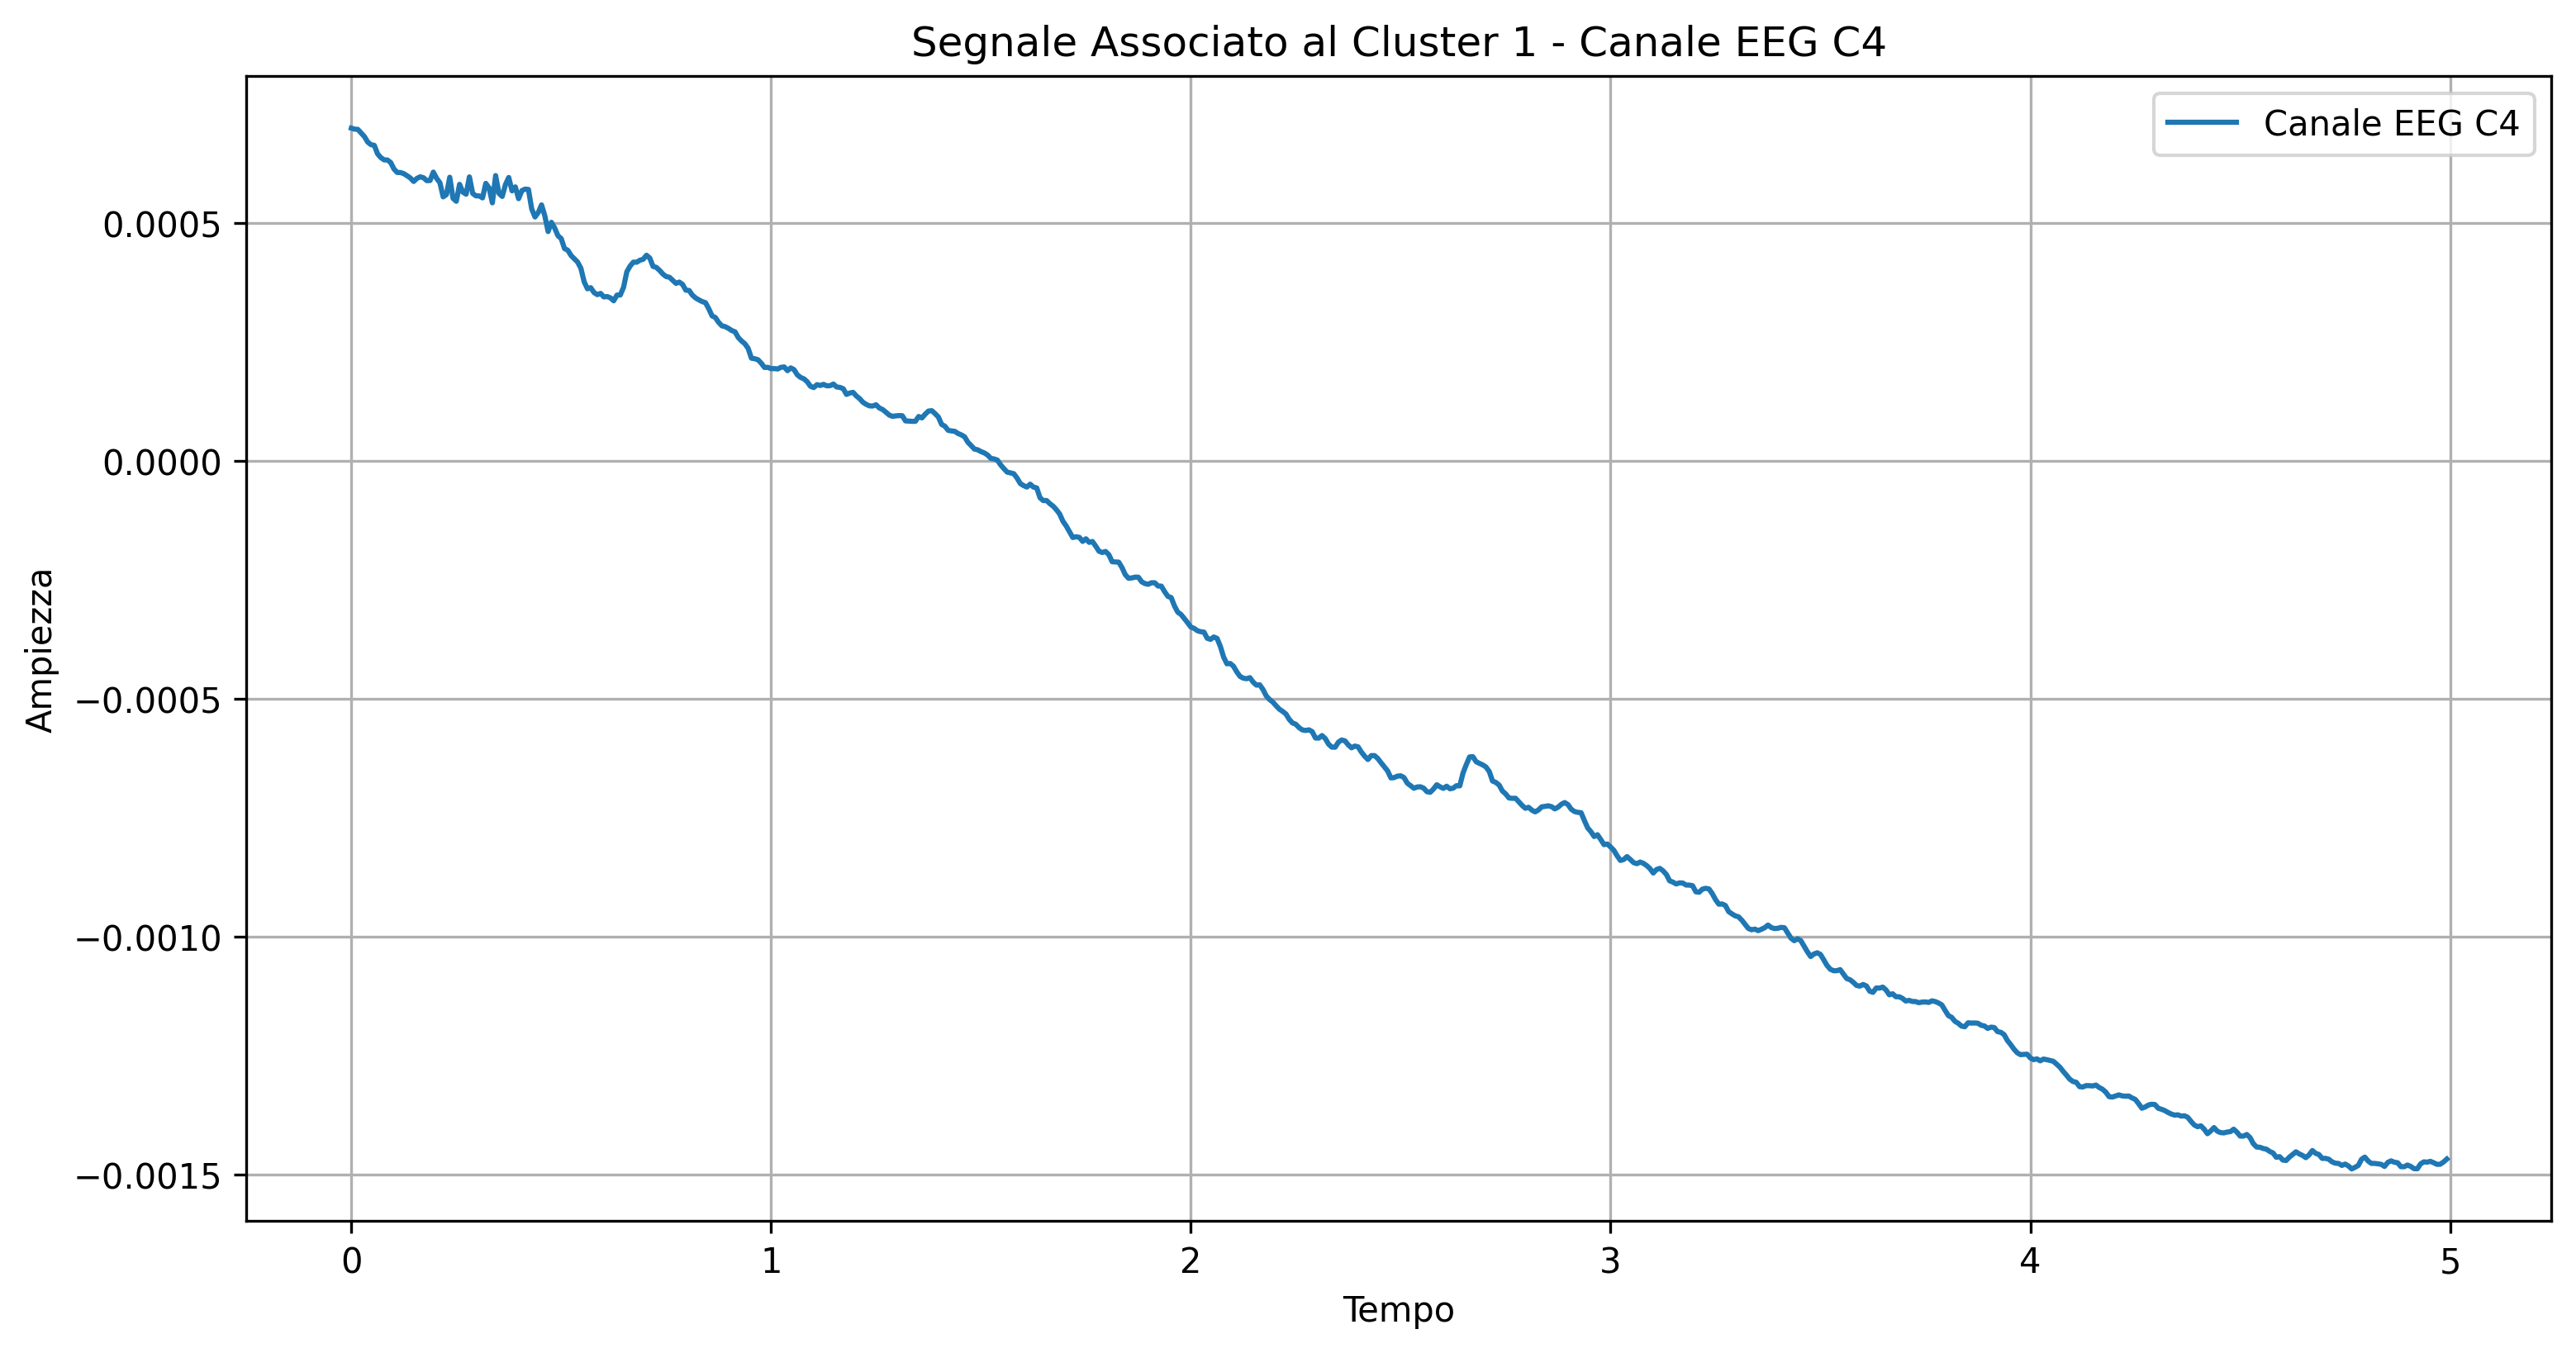 Segnale Associato al Cluster 1 - Canale EEG C4
Canale EEG C4
0.0005
0.0000
−0.0005
−0.0010
−0.0015
Ampiezza
0 1 2 3 4 5
Tempo